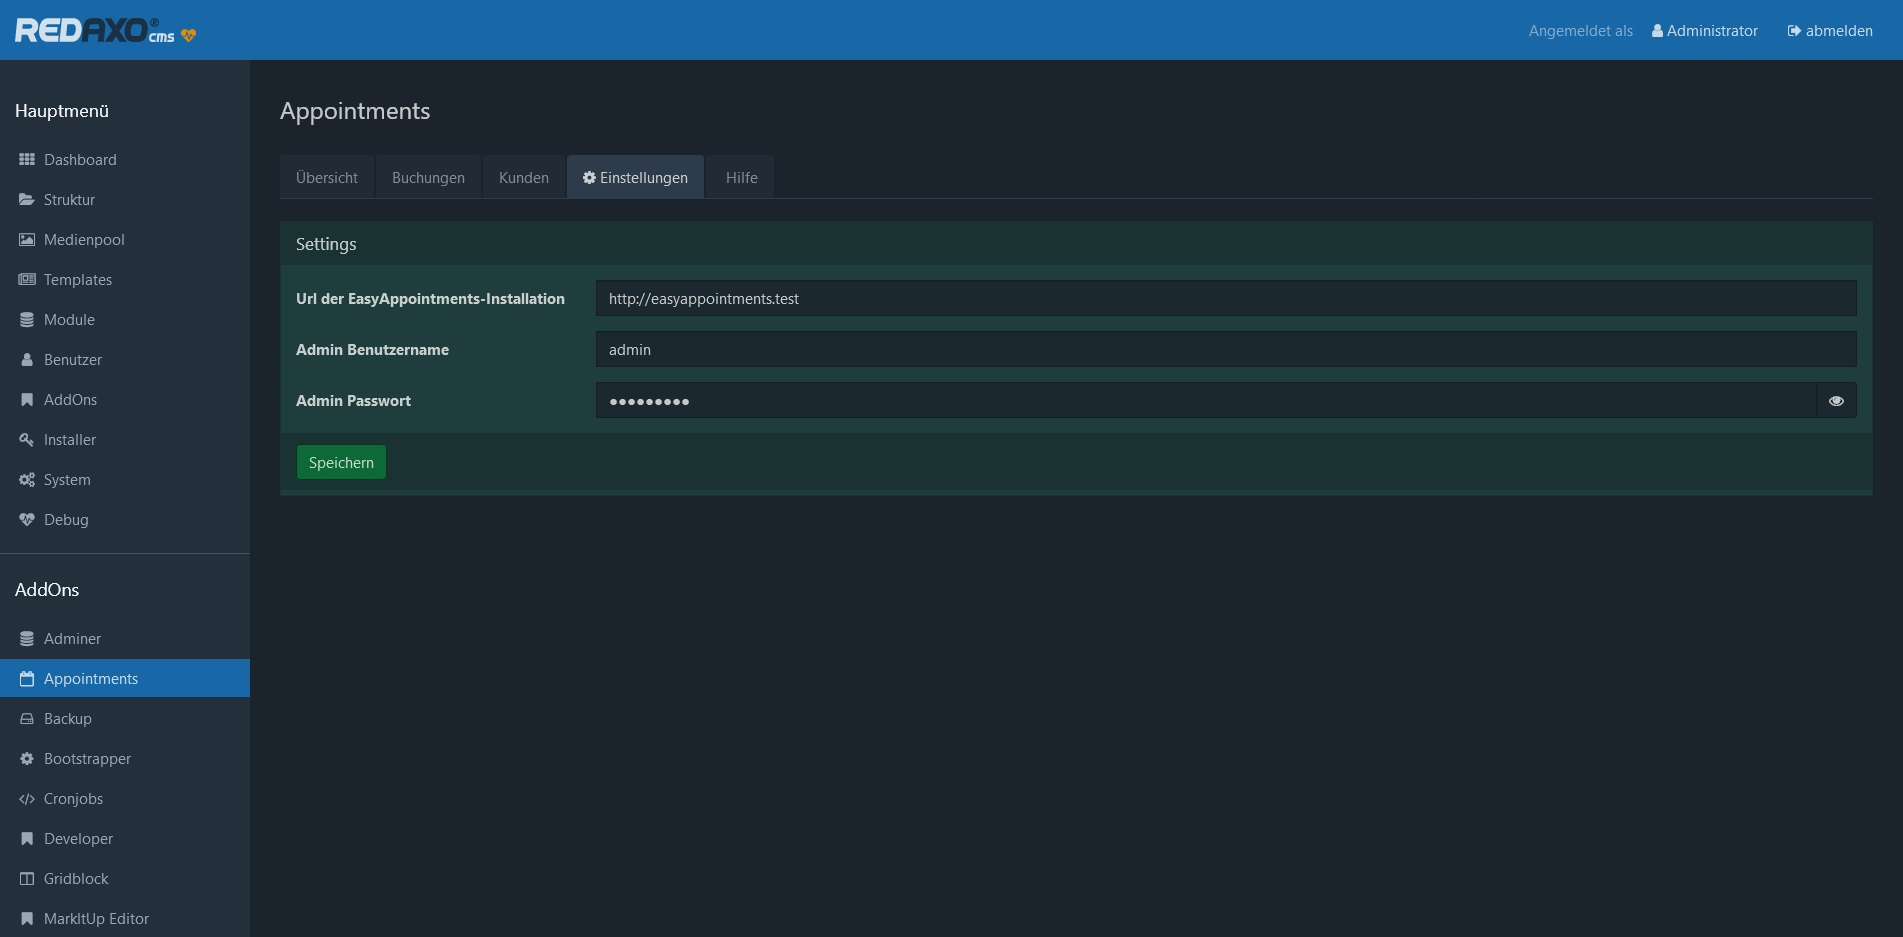 REDAXO® cms
Angemeldet als Administrator abmelden
Hauptmenü
Dashboard
Struktur
Medienpool
Templates
Module
Benutzer
AddOns
Installer
System
Debug
AddOns
Adminer
Appointments
Backup
Bootstrapper
Cronjobs
Developer
Gridblock
MarkItUp Editor
Appointments
Übersicht Buchungen Kunden Einstellungen Hilfe
Settings
Url der EasyAppointments-Installation http://easyappointments.test
Admin Benutzername admin
Admin Passwort •••••••••
Speichern